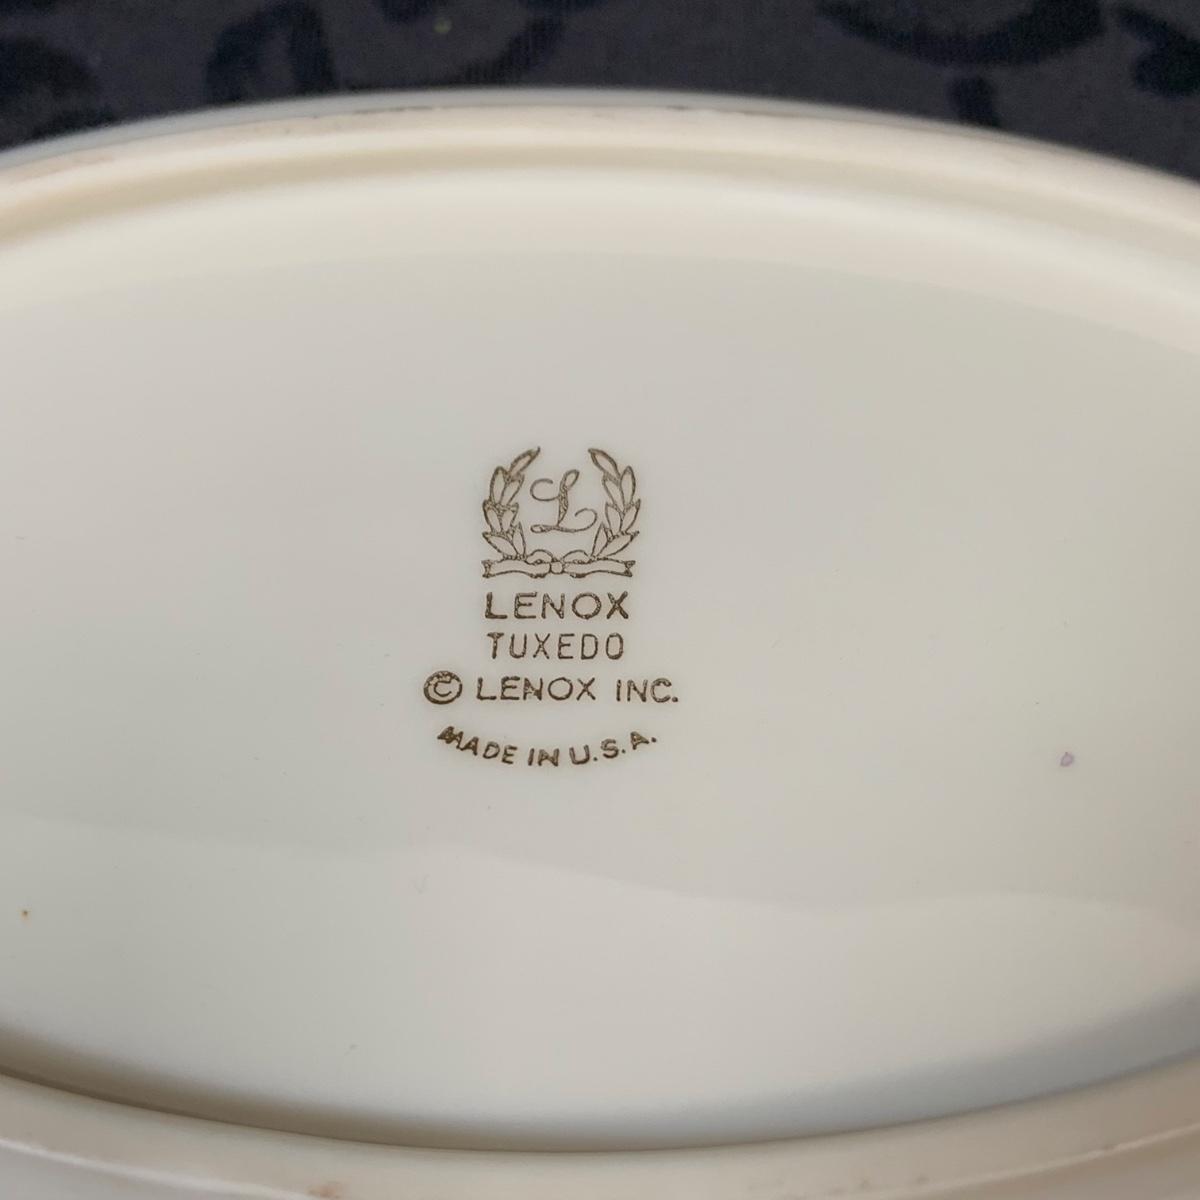 L
LENOX
TUXEDO
© LENOX INC.
MADE IN U.S.A.